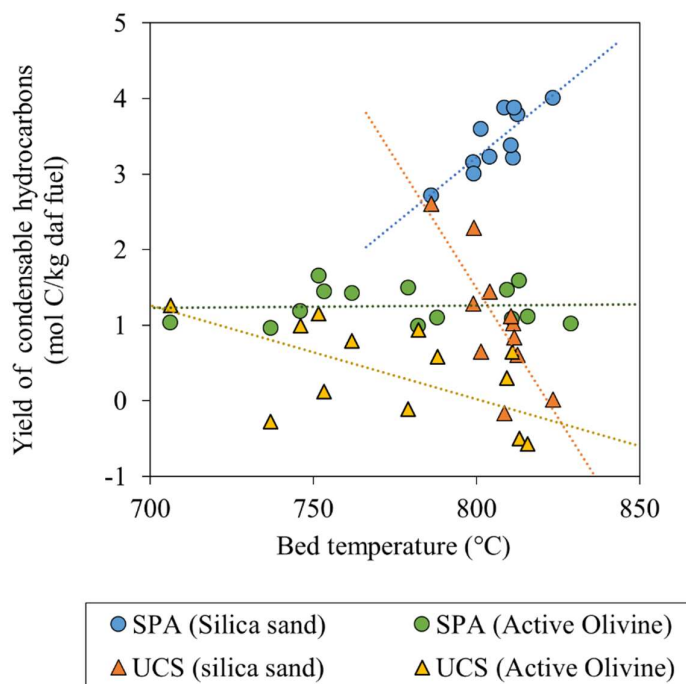 5
4
3
2
1
0
-1
Yield of condensable hydrocarbons
(mol C/kg daf fuel)
700 750 800 850
Bed temperature (°C)
SPA (Silica sand) SPA (Active Olivine)
UCS (silica sand) UCS (Active Olivine)